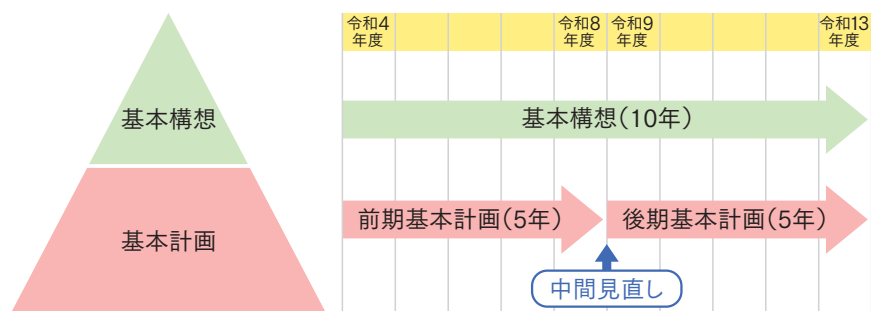 令和4
年度
令和8
年度
令和9
年度
令和13
年度
基本構想
基本構想(10年)
前期基本計画(5年)
後期基本計画(5年)
基本計画
中間見直し